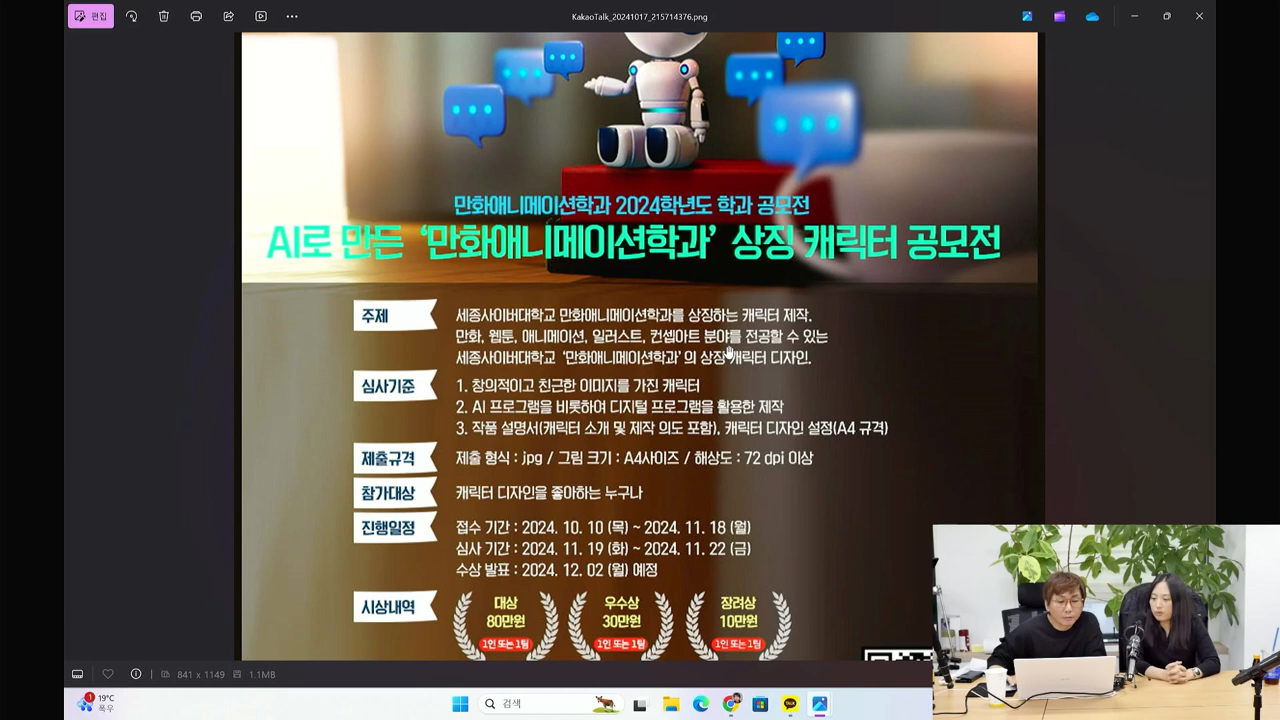 편집
KakaoTalk_20241017_215714376.png
만화애니메이션학과 2024학년도 학과 공모전
AI로 만든 ‘만화애니메이션학과’ 상징 캐릭터 공모전
주제
세종사이버대학교 만화애니메이션학과를 상징하는 캐릭터 제작.
만화, 웹툰, 애니메이션, 일러스트, 컨셉아트 분야를 전공할 수 있는
세종사이버대학교 ‘만화애니메이션학과’의 상징 캐릭터 디자인.
심사기준
1. 창의적이고 친근한 이미지를 가진 캐릭터
2. AI 프로그램을 비롯하여 디지털 프로그램을 활용한 제작
3. 작품 설명서(캐릭터 소개 및 제작 의도 포함), 캐릭터 디자인 설정(A4 규격)
제출규격
제출 형식 : jpg / 그림 크기 : A4사이즈 / 해상도 : 72 dpi 이상
참가대상
캐릭터 디자인을 좋아하는 누구나
진행일정
접수 기간 : 2024. 10. 10 (목) ~ 2024. 11. 18 (월)
심사 기간 : 2024. 11. 19 (화) ~ 2024. 11. 22 (금)
수상 발표 : 2024. 12. 02 (월) 예정
시상내역
대상 우수상 장려상
80만원 30만원 10만원
1인 또는 1팀 1인 또는 1팀 1인 또는 1팀
841 x 1149 1.1MB
1 19°C
폭우
검색
TALK